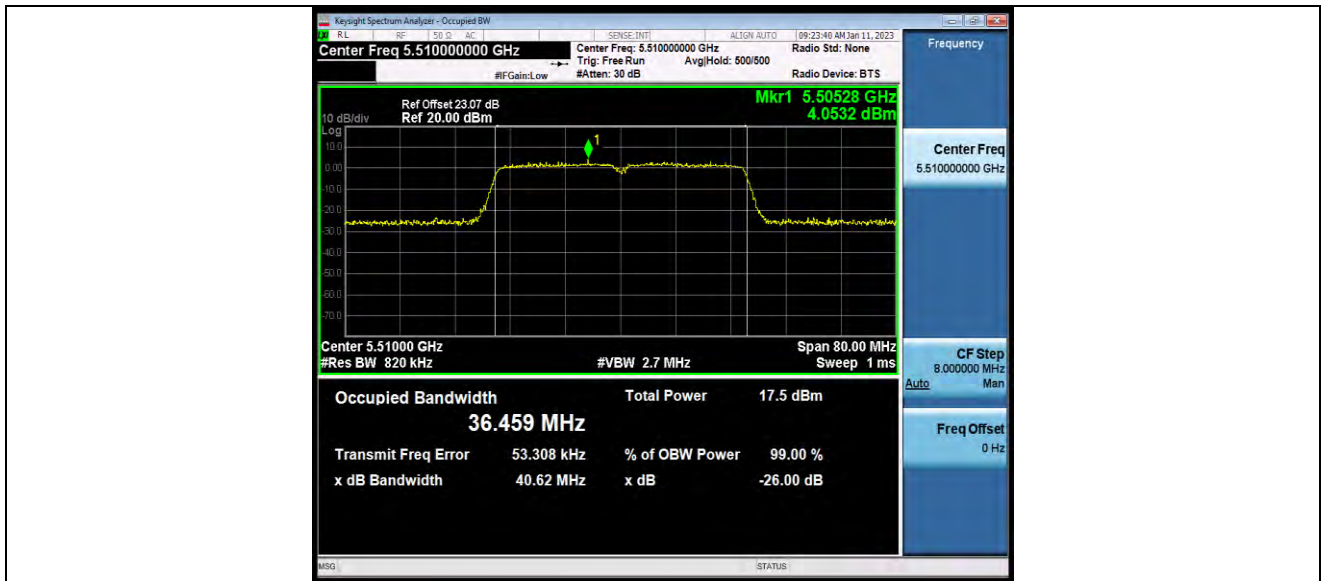 Keysight Spectrum Analyzer - Occupied BW
RL RF 50 Ω AC SENSE:INT ALIGN AUTO 09:23:40 AM Jan 11, 2023
Center Freq 5.510000000 GHz
Center Freq: 5.510000000 GHz Radio Std: None
Trig: Free Run Avg|Hold: 500/500
#IFGain:Low #Atten: 30 dB Radio Device: BTS
Frequency
Ref Offset 23.07 dB Mkr1 5.50528 GHz
10 dB/div Ref 20.00 dBm 4.0532 dBm
Log
1
10.0
0.00
-10.0
-20.0
-30.0
-40.0
-50.0
-60.0
-70.0
Center Freq
5.510000000 GHz
Center 5.51000 GHz Span 80.00 MHz
#Res BW 820 kHz #VBW 2.7 MHz Sweep 1 ms
CF Step
8.000000 MHz
Auto Man
Occupied Bandwidth Total Power 17.5 dBm
36.459 MHz
Transmit Freq Error 53.308 kHz % of OBW Power 99.00 %
x dB Bandwidth 40.62 MHz x dB -26.00 dB
Freq Offset
0 Hz
MSG STATUS